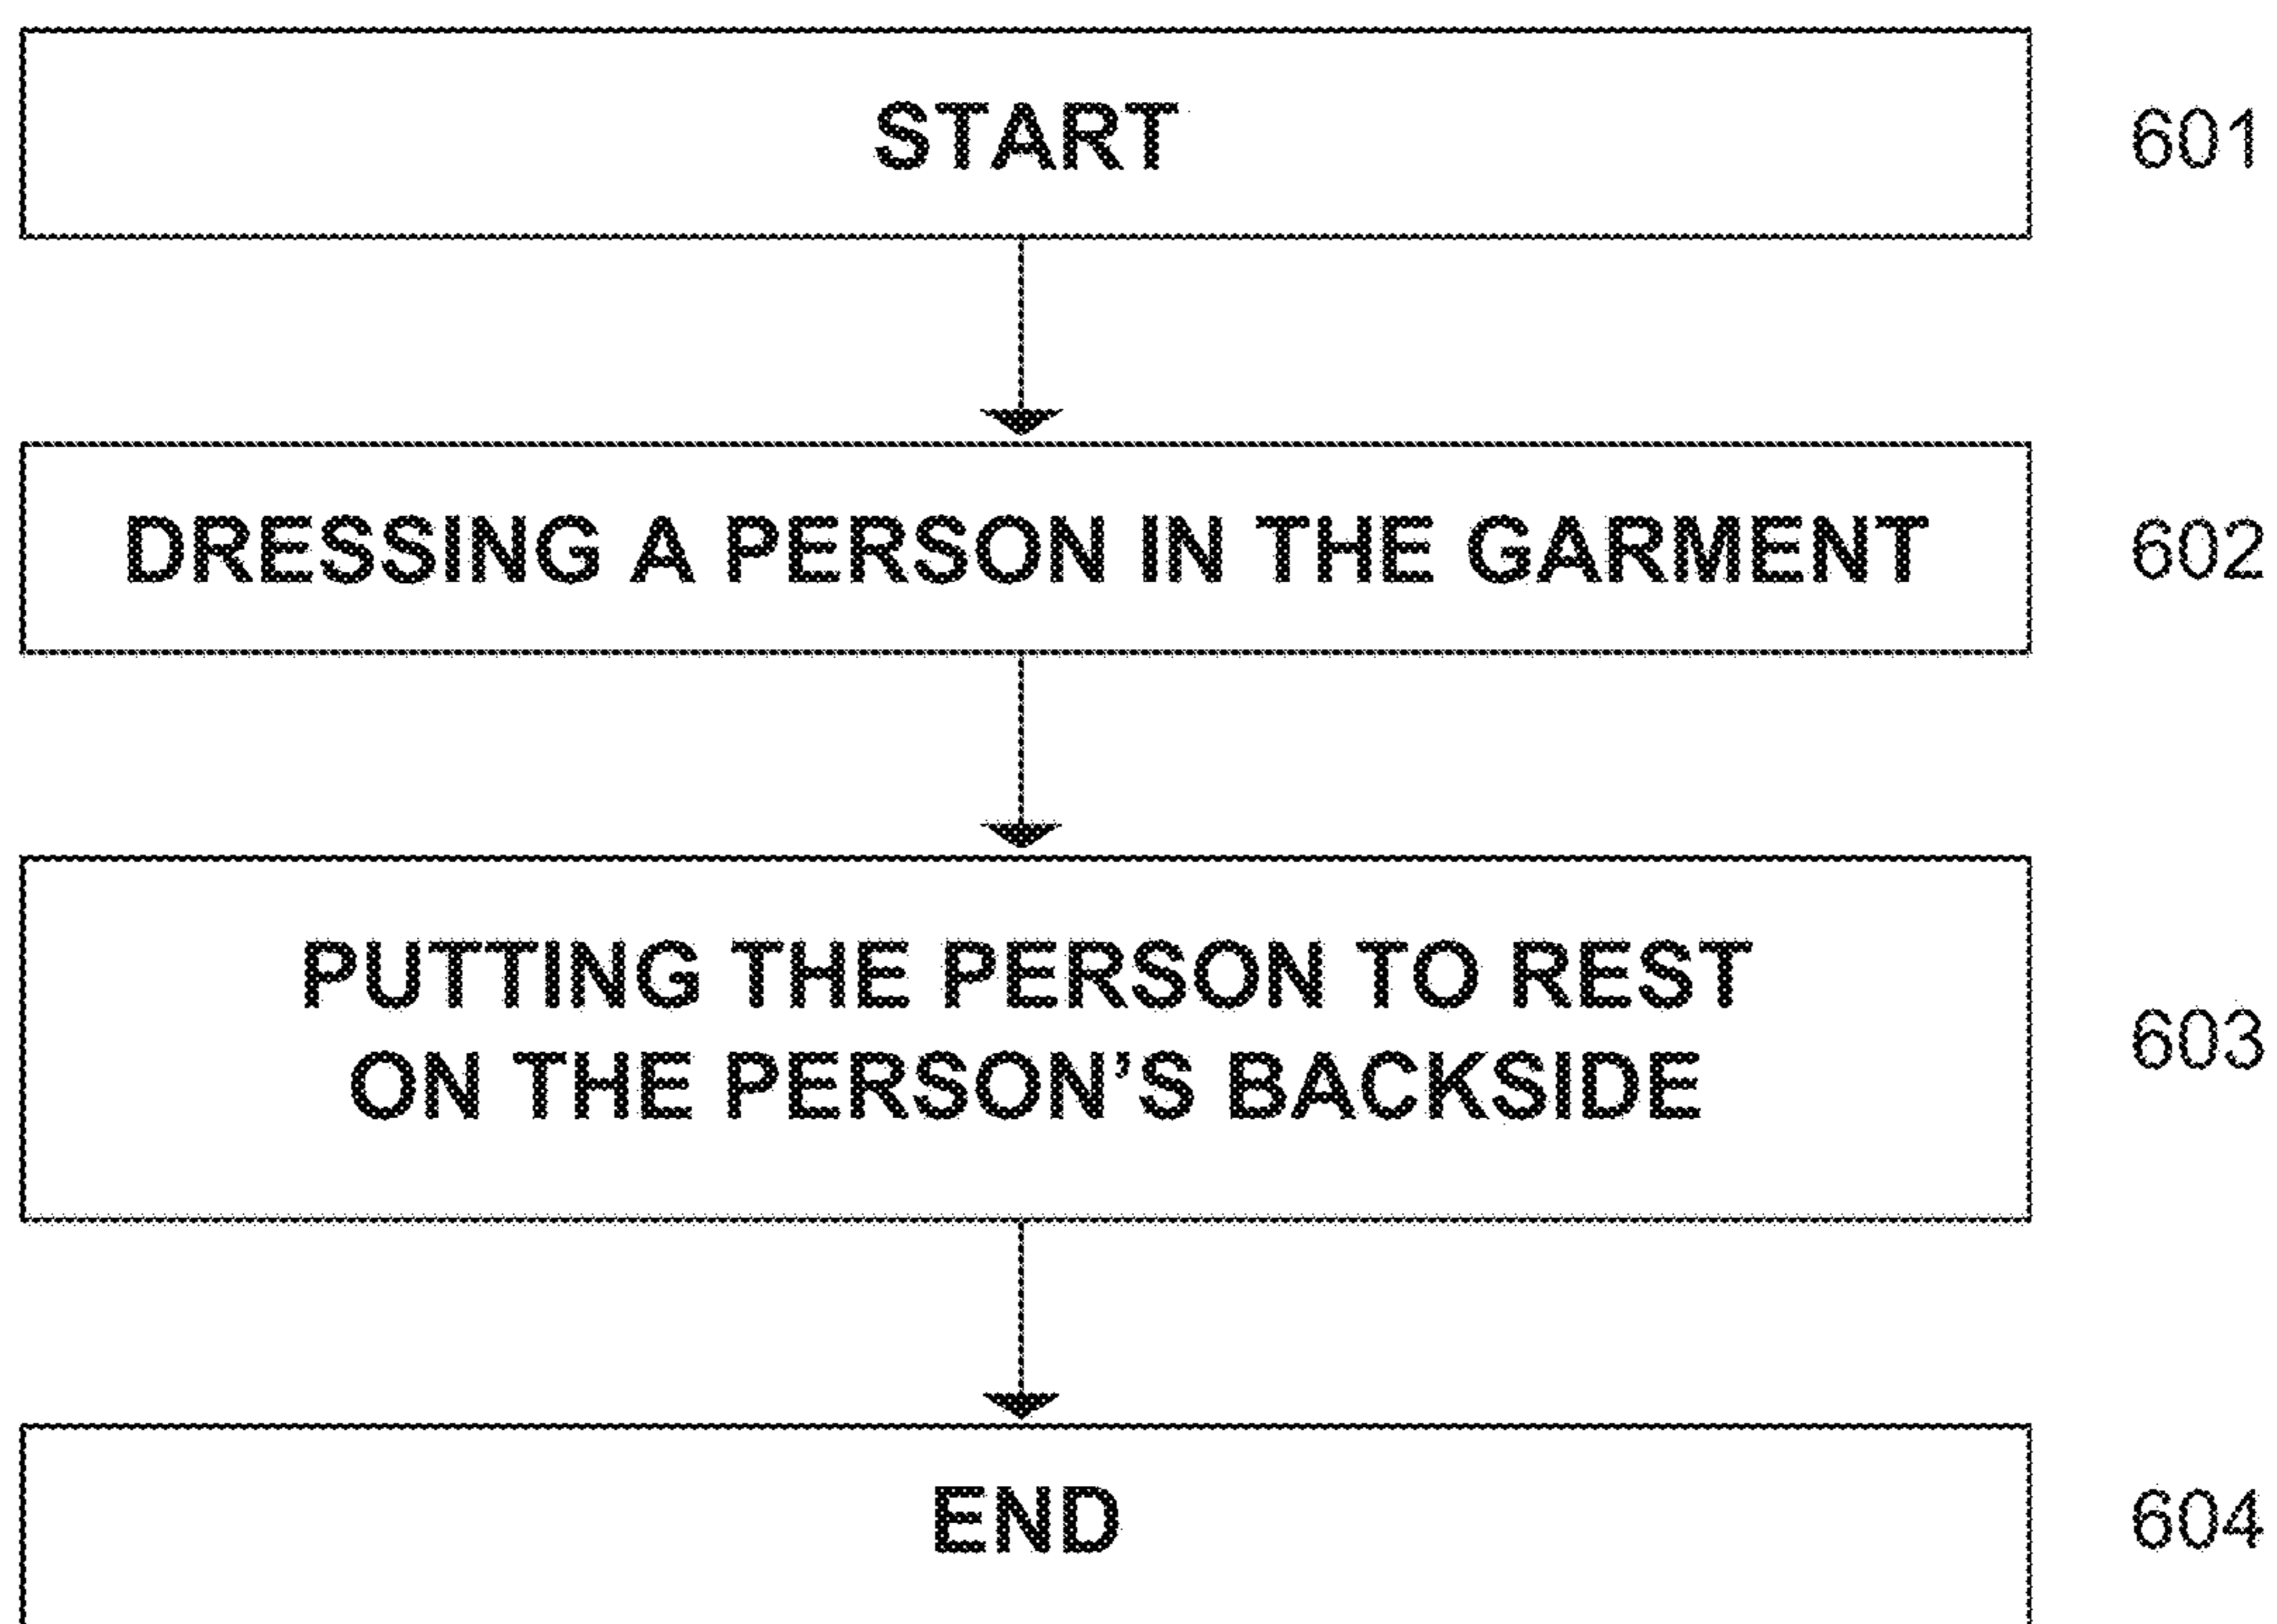 START
601
DRESSING A PERSON IN THE GARMENT
602
PUTTING THE PERSON TO REST
ON THE PERSON'S BACKSIDE
603
END
604